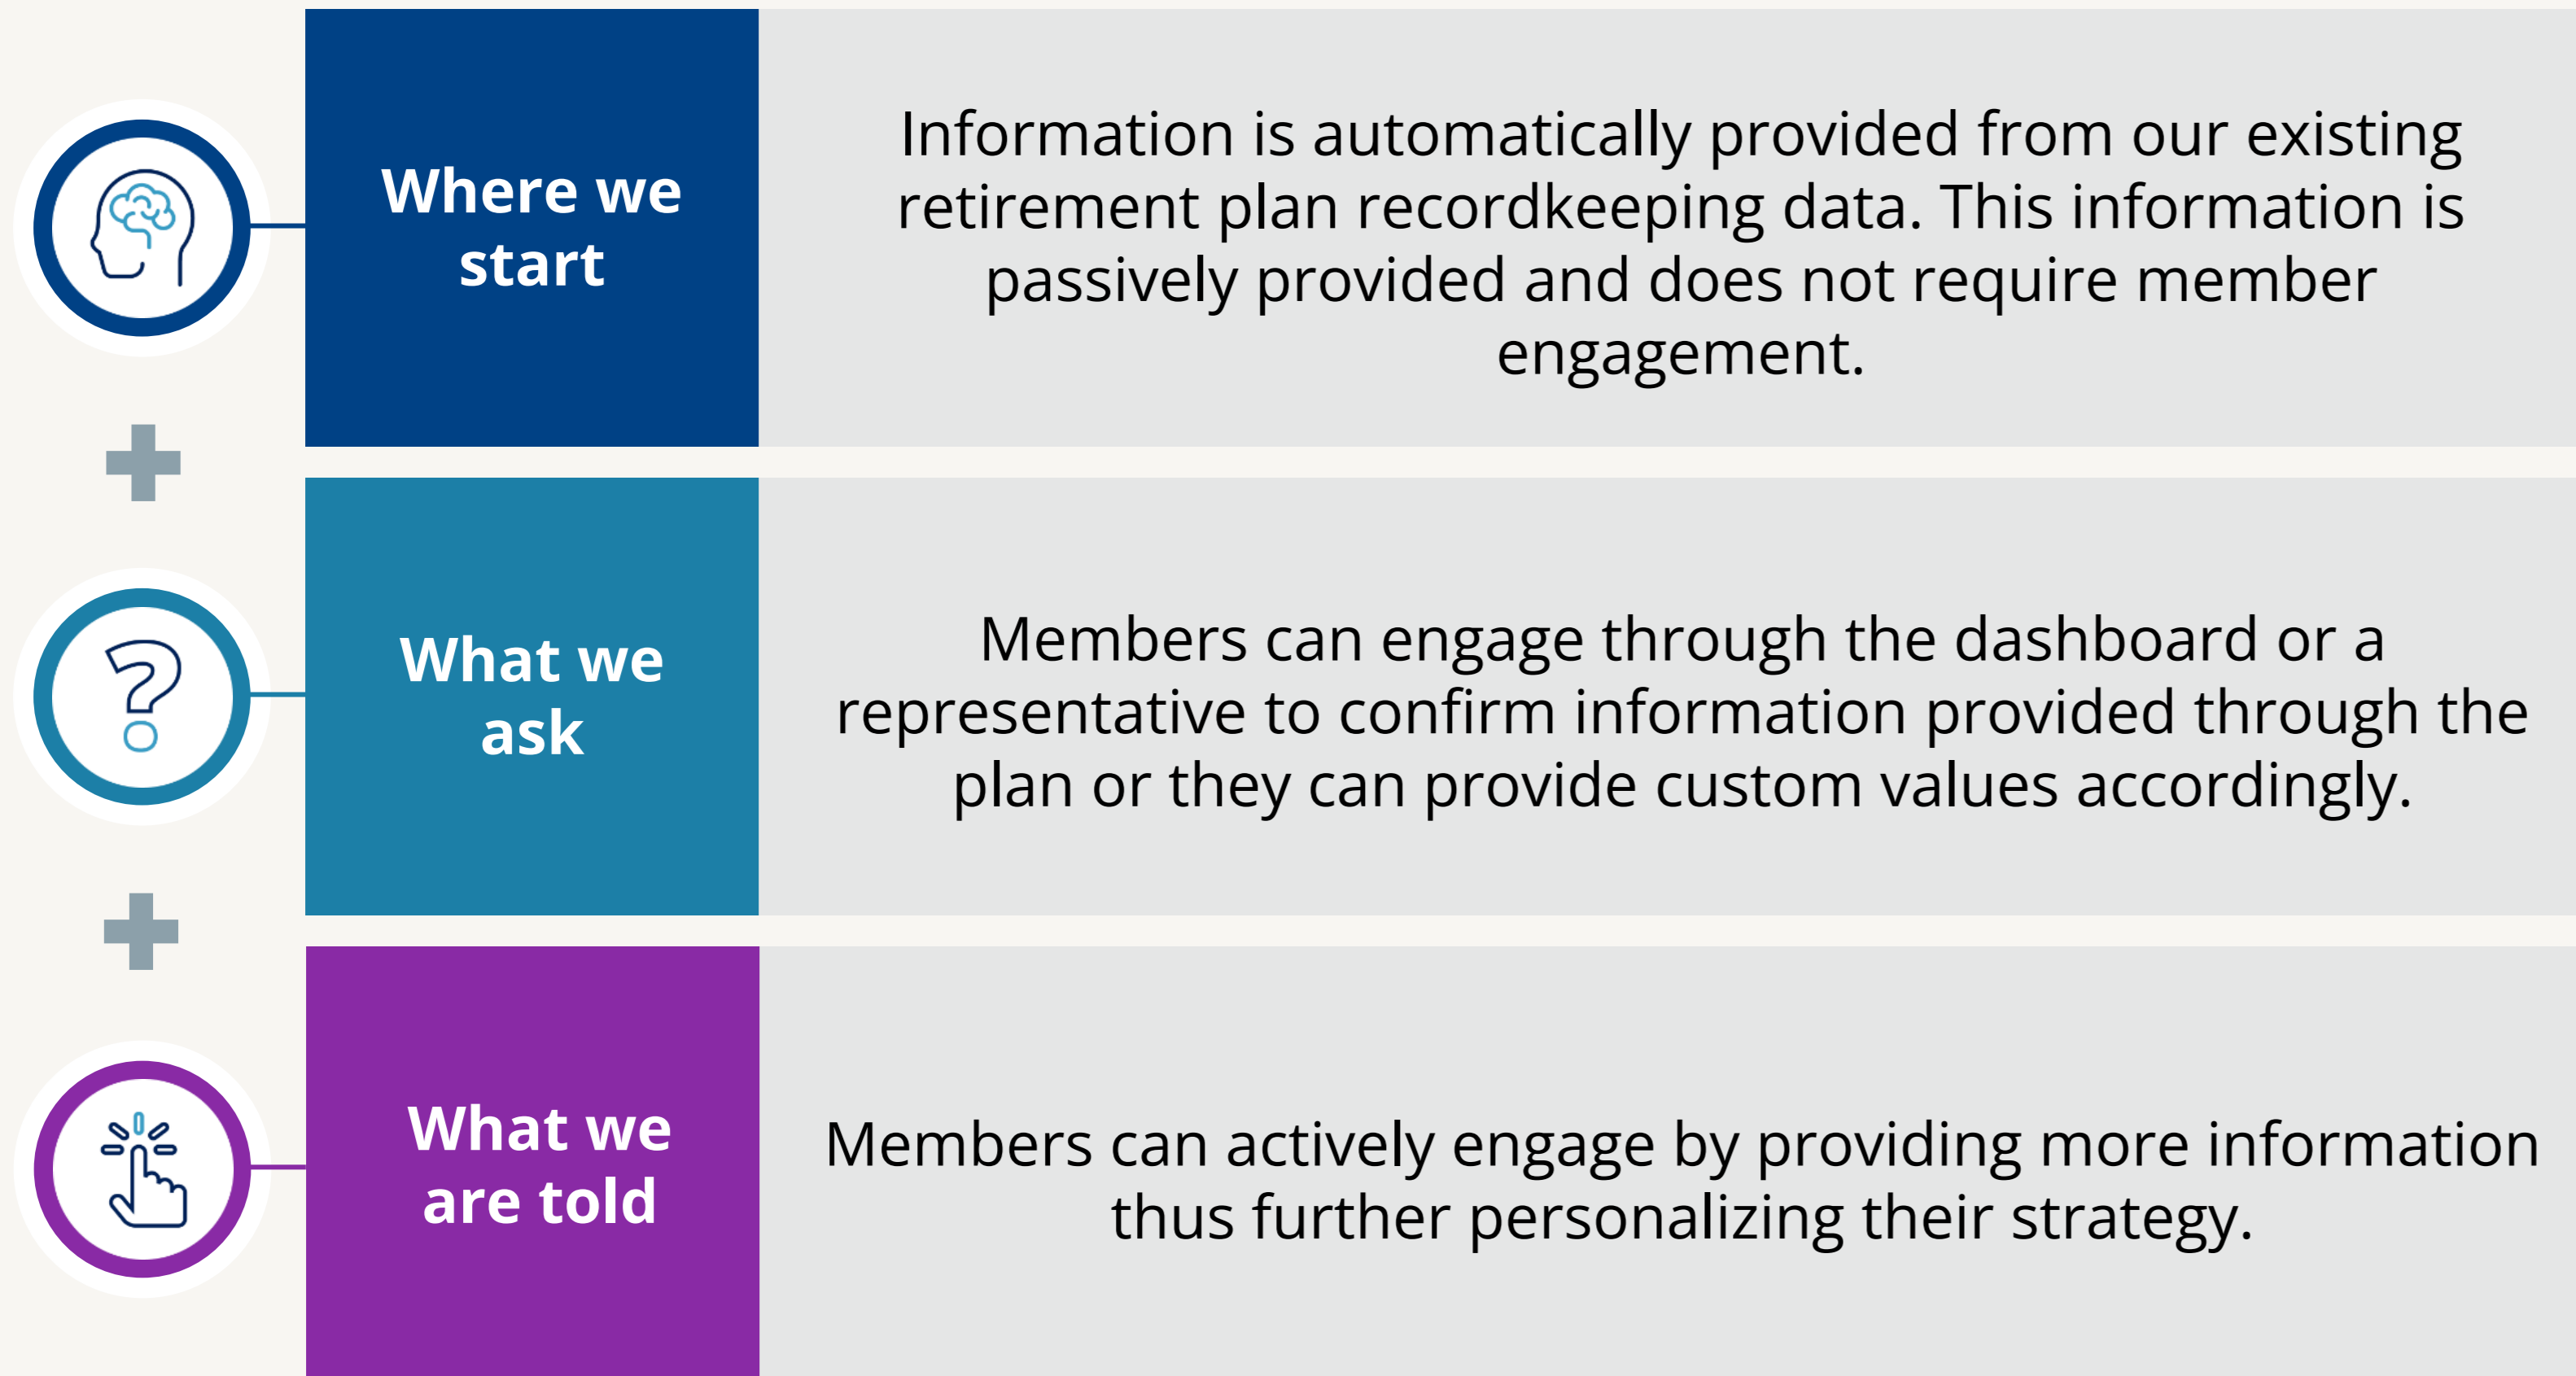 Where we
start
Information is automatically provided from our existing
retirement plan recordkeeping data. This information is
passively provided and does not require member
engagement.
What we
ask
Members can engage through the dashboard or a
representative to confirm information provided through the
plan or they can provide custom values accordingly.
What we
are told
Members can actively engage by providing more information
thus further personalizing their strategy.